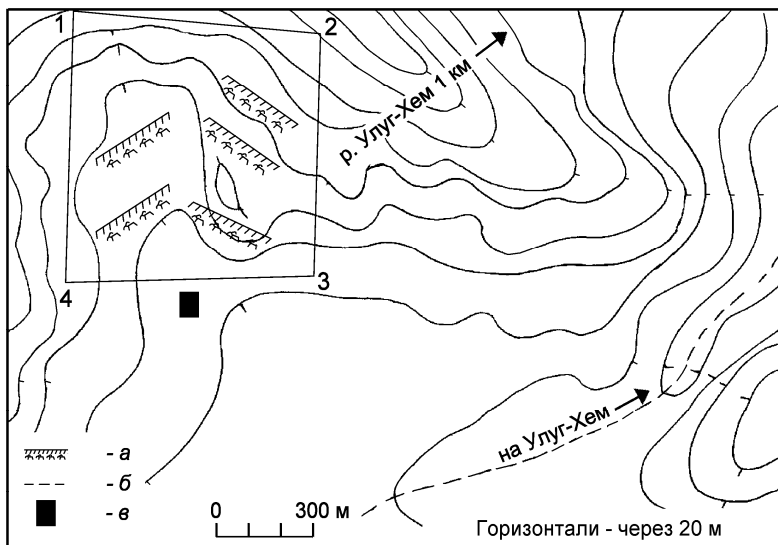 1
2
р. Улуг-Хем 1 км
4
3
на Улуг-Хем
- а
- б
- в
0 300 м
Горизонтали - через 20 м